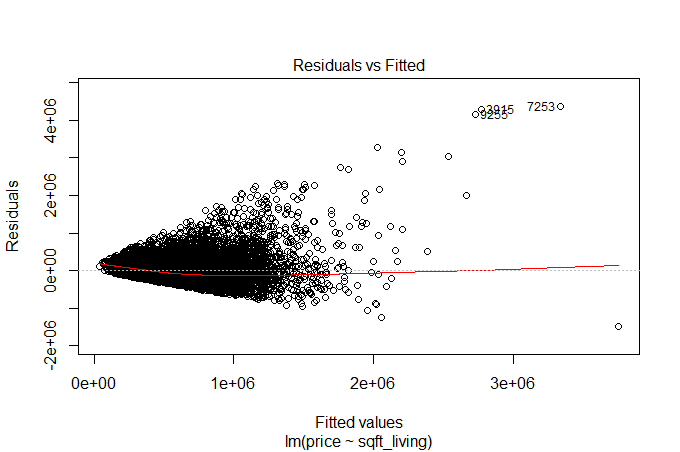 Residuals vs Fitted
Residuals
4e+06
2e+06
0e+00
-2e+06
3915
9255
7253
0e+00 1e+06 2e+06 3e+06
Fitted values
lm(price ~ sqft_living)